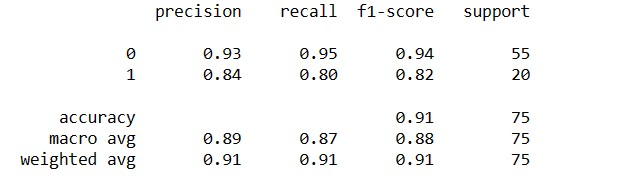 precision recall f1-score support
0 0.93 0.95 0.94 55
1 0.84 0.80 0.82 20
accuracy 0.91 75
macro avg 0.89 0.87 0.88 75
weighted avg 0.91 0.91 0.91 75